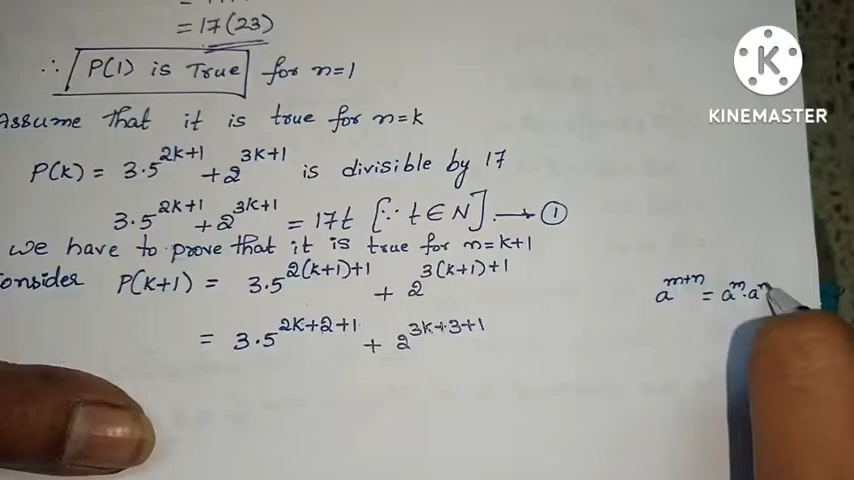 = 17(23)
∴ P(1) is True for n=1
Assume that it is true for n=k
P(k) = 3·5^{2k+1} + 2^{3k+1} is divisible by 17
3·5^{2k+1} + 2^{3k+1} = 17t [∵ t ∈ N] → ①
we have to prove that it is true for n=k+1
Consider P(k+1) = 3·5^{2(k+1)+1} + 2^{3(k+1)+1}
= 3·5^{2k+2+1} + 2^{3k+3+1}
a^{m+n} = a^m·a^n
KINEMASTER